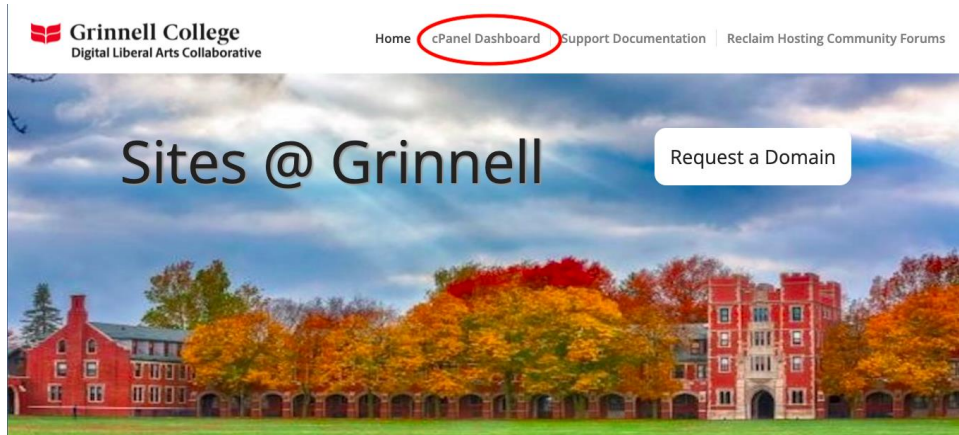 Grinnell College
Digital Liberal Arts Collaborative
Home cPanel Dashboard Support Documentation Reclaim Hosting Community Forums
Sites @ Grinnell
Request a Domain